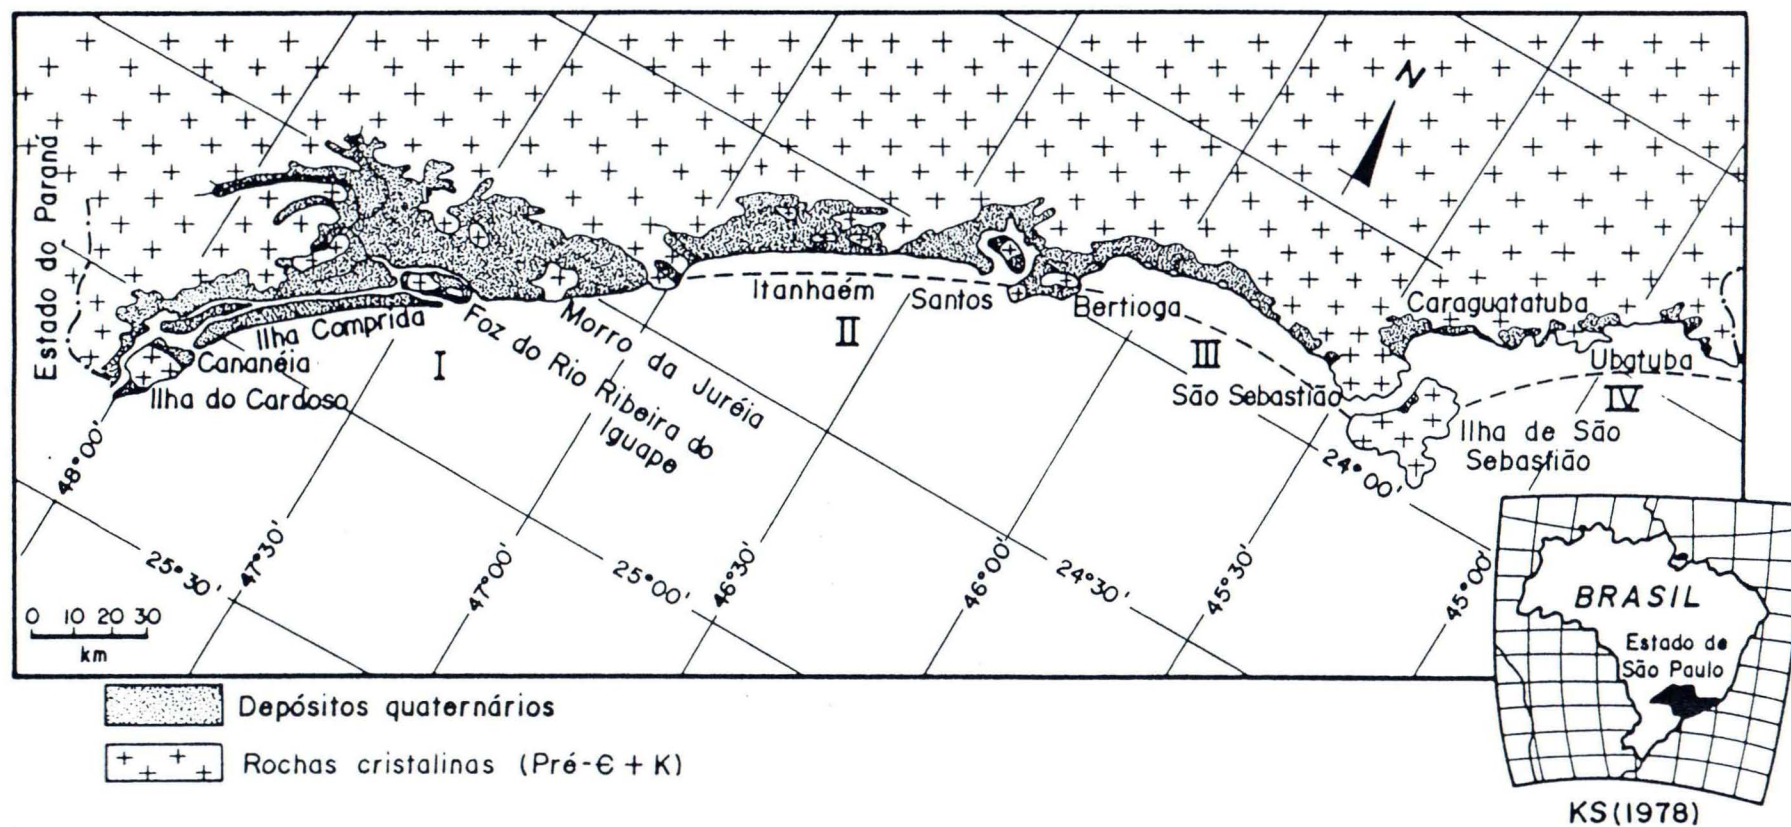 N
Estado do Paraná
Itanhaém
Santos
Bertioga
Caraguatatuba
Ilha Comprida
Foz do Rio Ribeira do
Iguape
Morro da Juréia
II
III
Ubatuba
Cananéia
I
São Sebastião
IV
Ilha do Cardoso
Ilha de São
Sebastião
48°00'
24°00'
25°30'
47°30'
47°00'
25°00'
46°30'
46°00'
24°30'
45°30'
45°00'
0 10 20 30
km
BRASIL
Estado de
São Paulo
Depósitos quaternários
Rochas cristalinas (Pré-Є + K)
KS(1978)